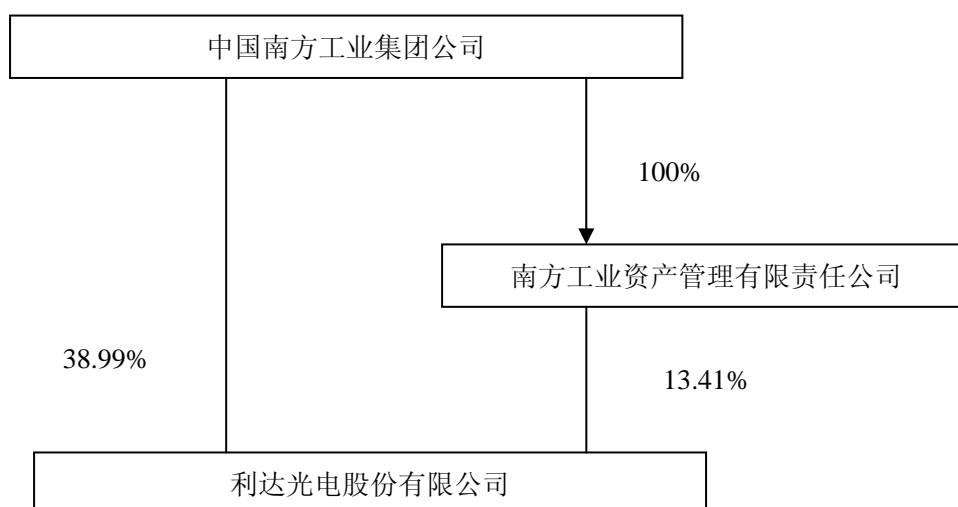 中国南方工业集团公司
100%
南方工业资产管理有限责任公司
38.99%
13.41%
利达光电股份有限公司